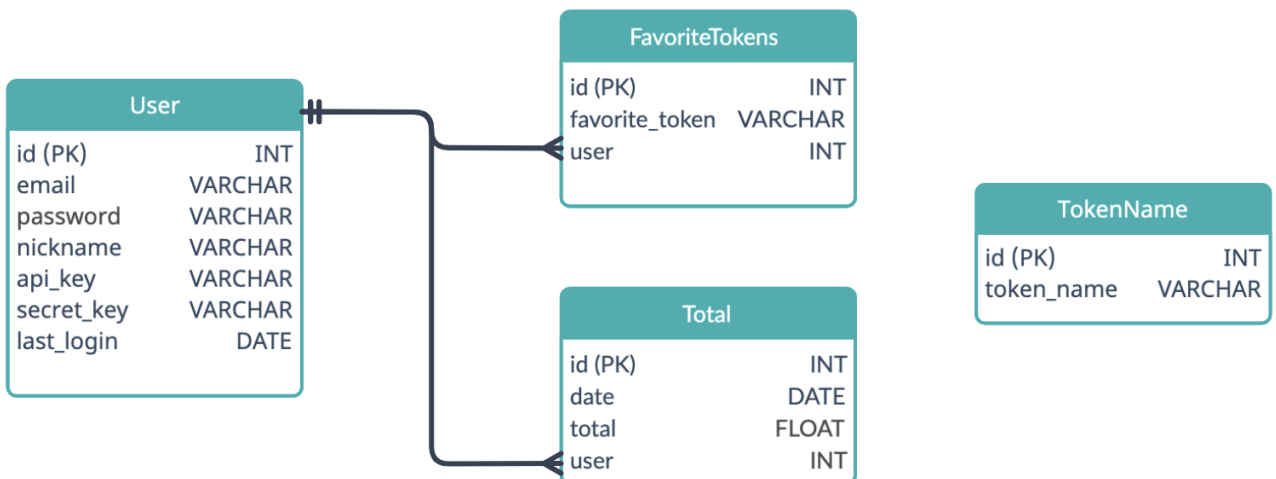 User
id (PK) INT
email VARCHAR
password VARCHAR
nickname VARCHAR
api_key VARCHAR
secret_key VARCHAR
last_login DATE
FavoriteTokens
id (PK) INT
favorite_token VARCHAR
user INT
Total
id (PK) INT
date DATE
total FLOAT
user INT
TokenName
id (PK) INT
token_name VARCHAR